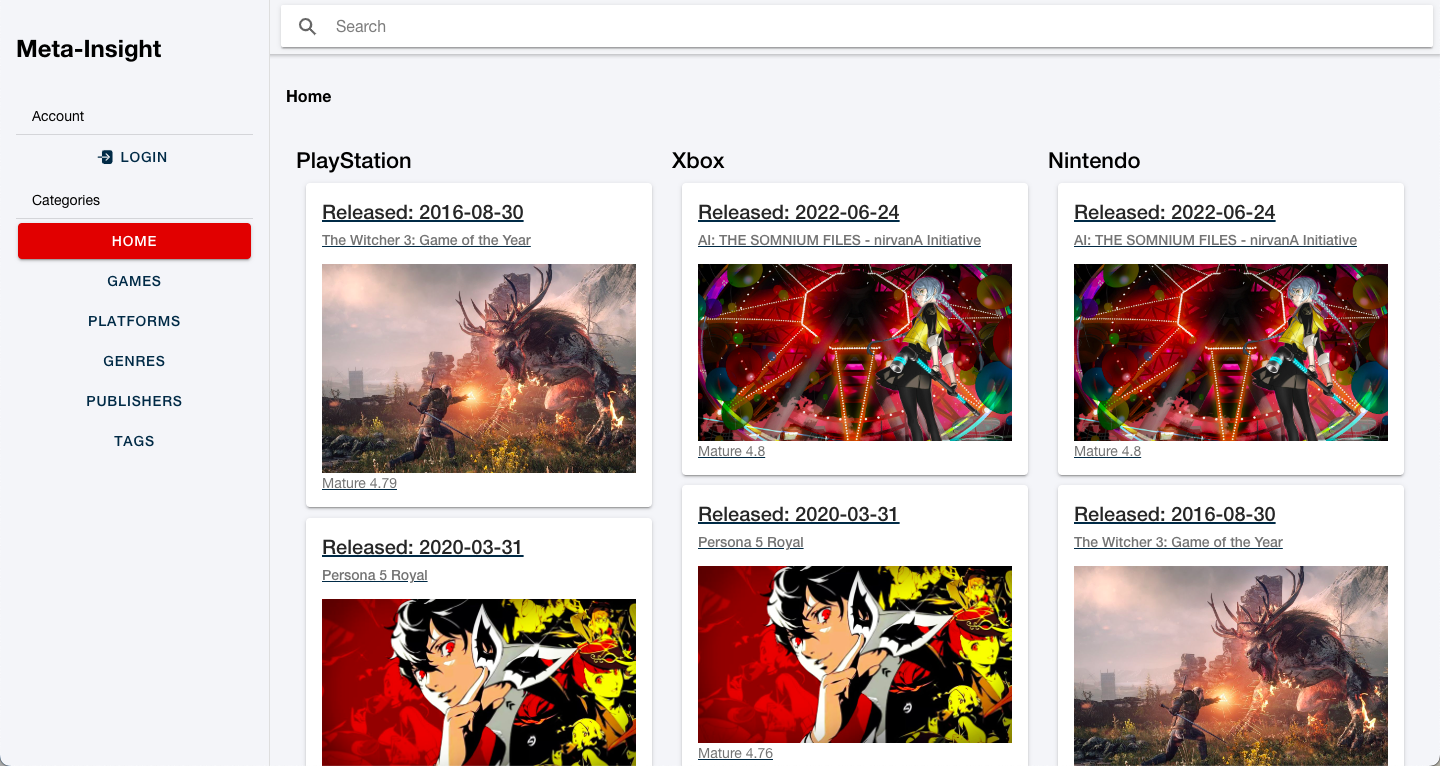 Meta-Insight
Account
LOGIN
Categories
HOME
GAMES
PLATFORMS
GENRES
PUBLISHERS
TAGS
Search
Home
PlayStation
Released: 2016-08-30
The Witcher 3: Game of the Year
Mature 4.79
Released: 2020-03-31
Persona 5 Royal
Xbox
Released: 2022-06-24
AI: THE SOMNIUM FILES - nirvanA Initiative
Mature 4.8
Released: 2020-03-31
Persona 5 Royal
Mature 4.76
Nintendo
Released: 2022-06-24
AI: THE SOMNIUM FILES - nirvanA Initiative
Mature 4.8
Released: 2016-08-30
The Witcher 3: Game of the Year